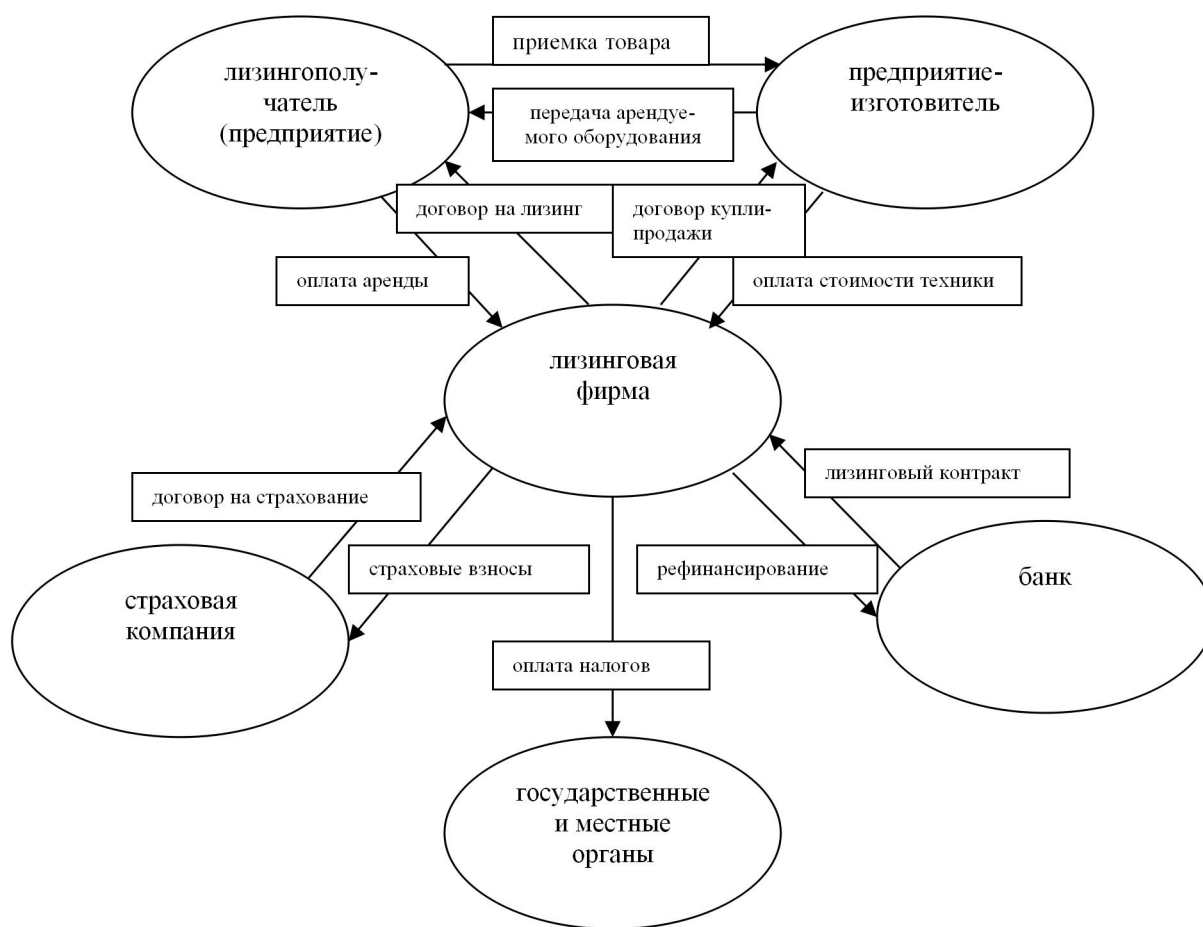 приемка товара
лизингополу-
чатель
(предприятие)
предприятие-
изготовитель
передача арендуе-
мого оборудования
договор на лизинг
договор купли-
продажи
оплата аренды
оплата стоимости техники
лизинговая
фирма
договор на страхование
лизинговый контракт
страховые взносы
рефинансирование
страховая
компания
банк
оплата налогов
государственные
и местные
органы